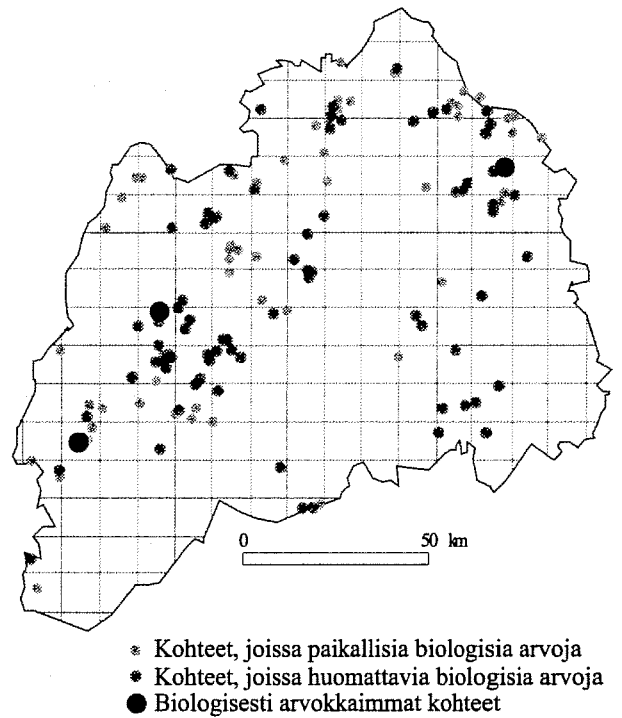 0 50 km
Kohteet, joissa paikallisia biologisia arvoja
Kohteet, joissa huomattavia biologisia arvoja
Biologisesti arvokkaimmat kohteet